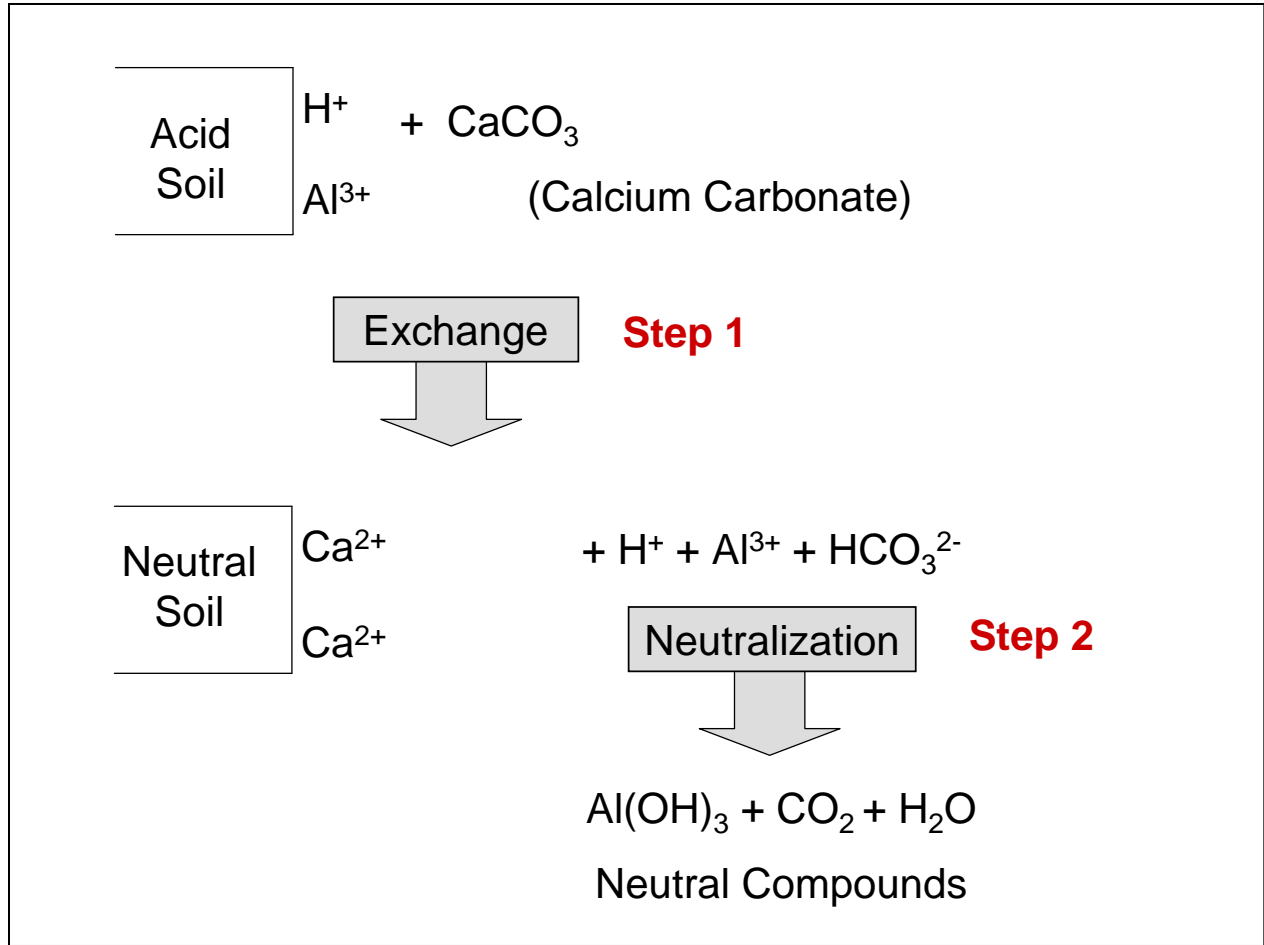 Acid
Soil
H⁺
+ CaCO₃
Al³⁺
(Calcium Carbonate)
Exchange
Step 1
Neutral
Soil
Ca²⁺
Ca²⁺
+ H⁺ + Al³⁺ + HCO₃²⁻
Neutralization
Step 2
Al(OH)₃ + CO₂ + H₂O
Neutral Compounds